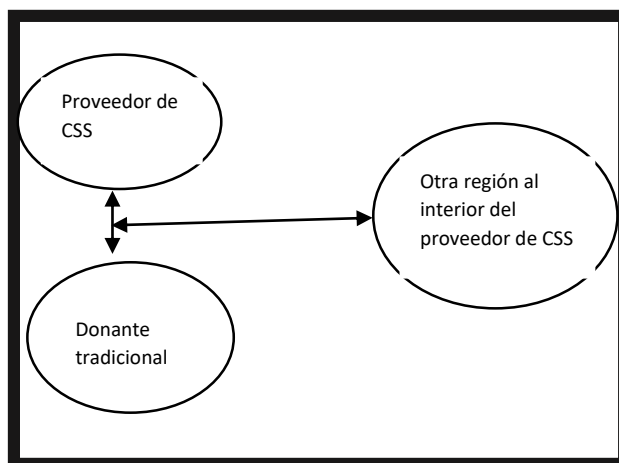 Proveedor de
CSS
Otra región al
interior del
proveedor de CSS
Donante
tradicional